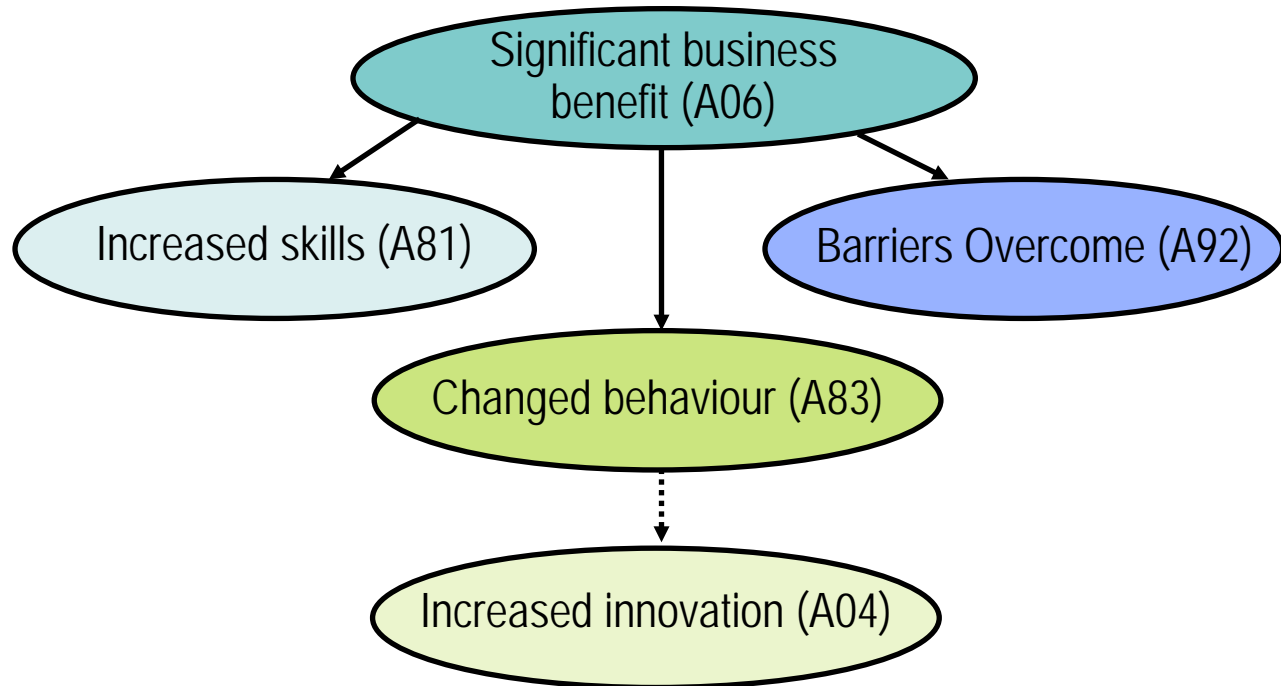 Significant business
benefit (A06)
Increased skills (A81)
Barriers Overcome (A92)
Changed behaviour (A83)
Increased innovation (A04)